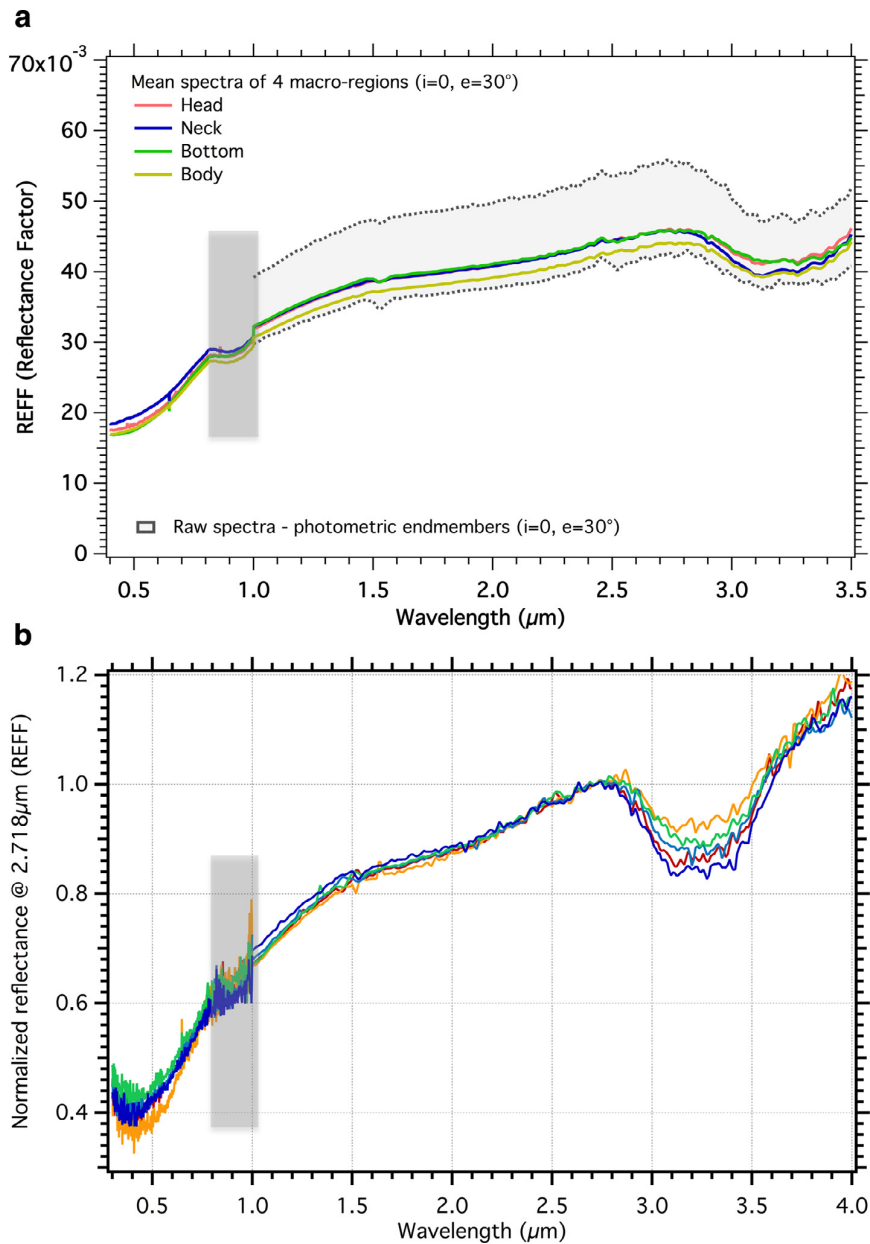 a
70x10-3
Mean spectra of 4 macro-regions (i=0, e=30°)
Head
Neck
Bottom
Body
60
50
40
30
20
10
0
REFF (Reflectance Factor)
Raw spectra - photometric endmembers (i=0, e=30°)
0.5 1.0 1.5 2.0 2.5 3.0 3.5
Wavelength (µm)
b
1.2
1.0
0.8
0.6
0.4
Normalized reflectance @ 2.718µm (REFF)
0.5 1.0 1.5 2.0 2.5 3.0 3.5 4.0
Wavelength (µm)